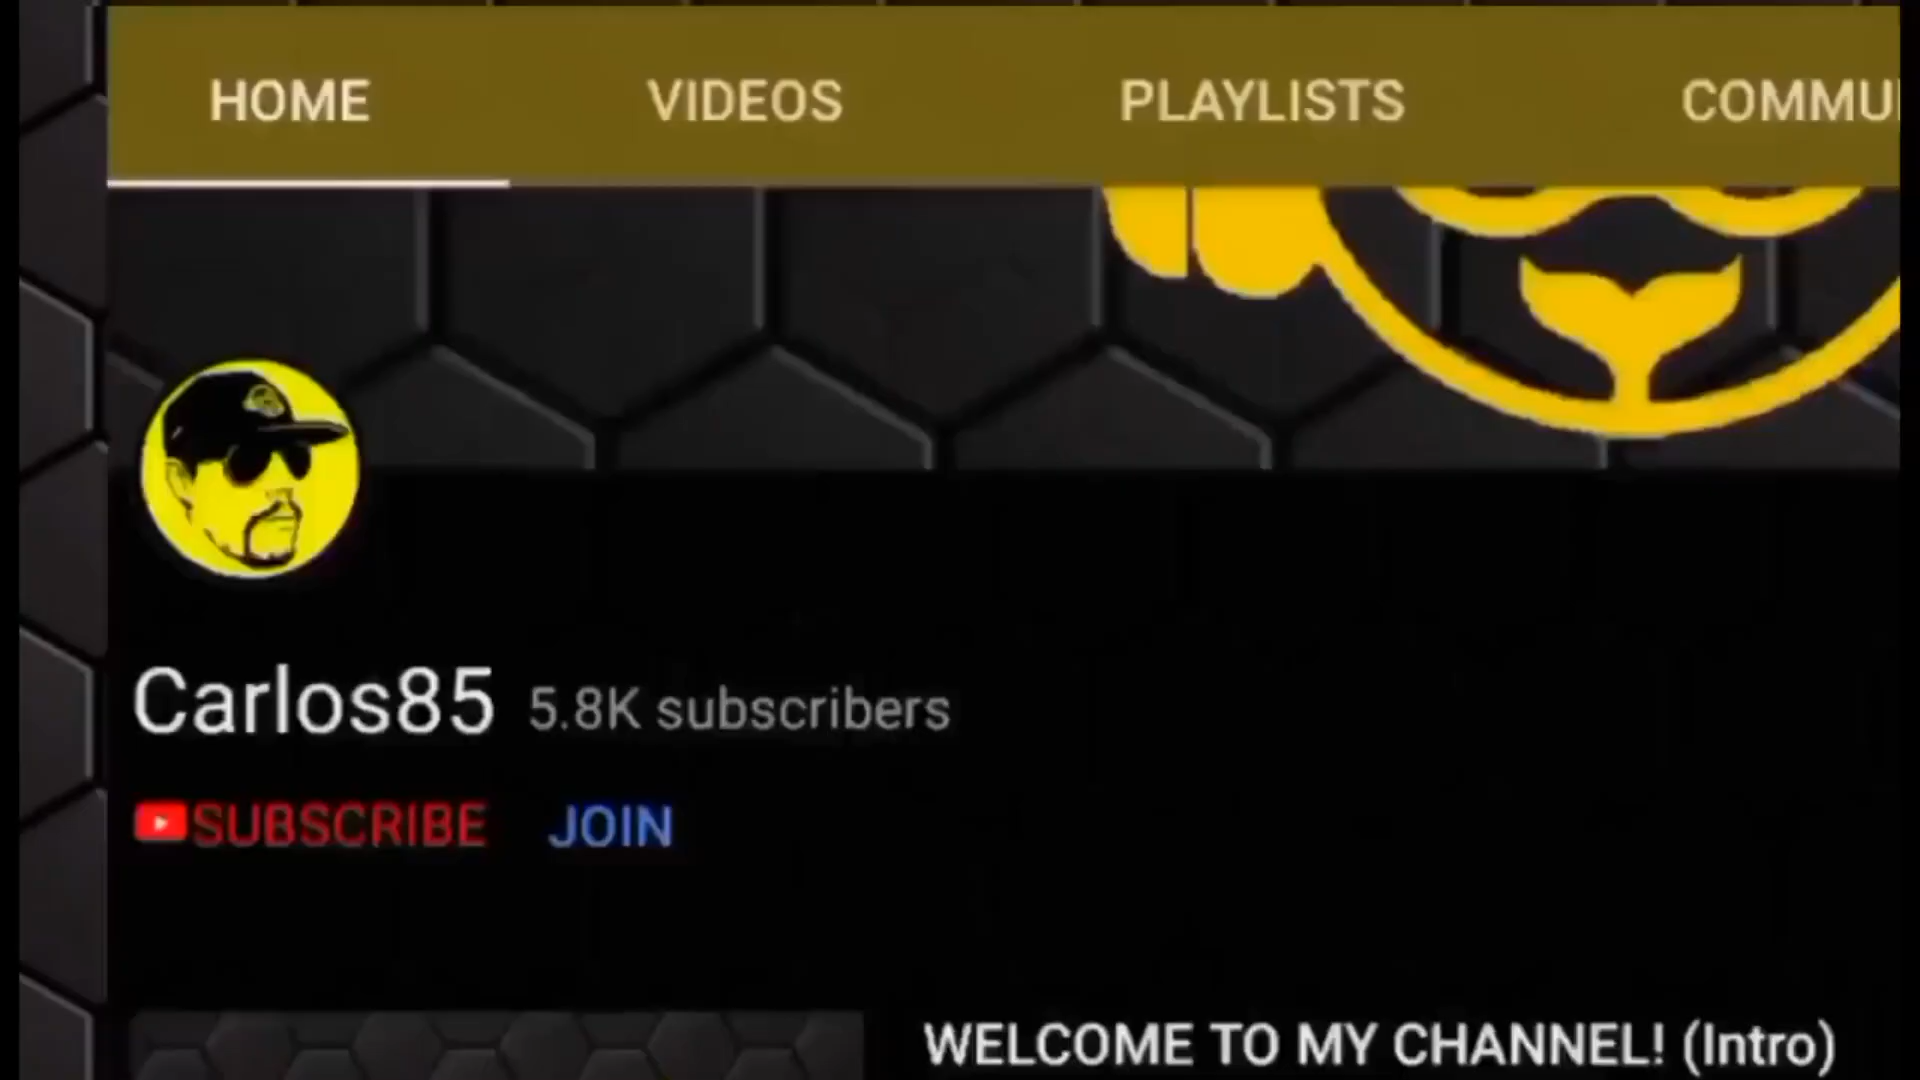 HOME VIDEOS PLAYLISTS COMMU
Carlos85 5.8K subscribers
SUBSCRIBE JOIN
WELCOME TO MY CHANNEL! (Intro)